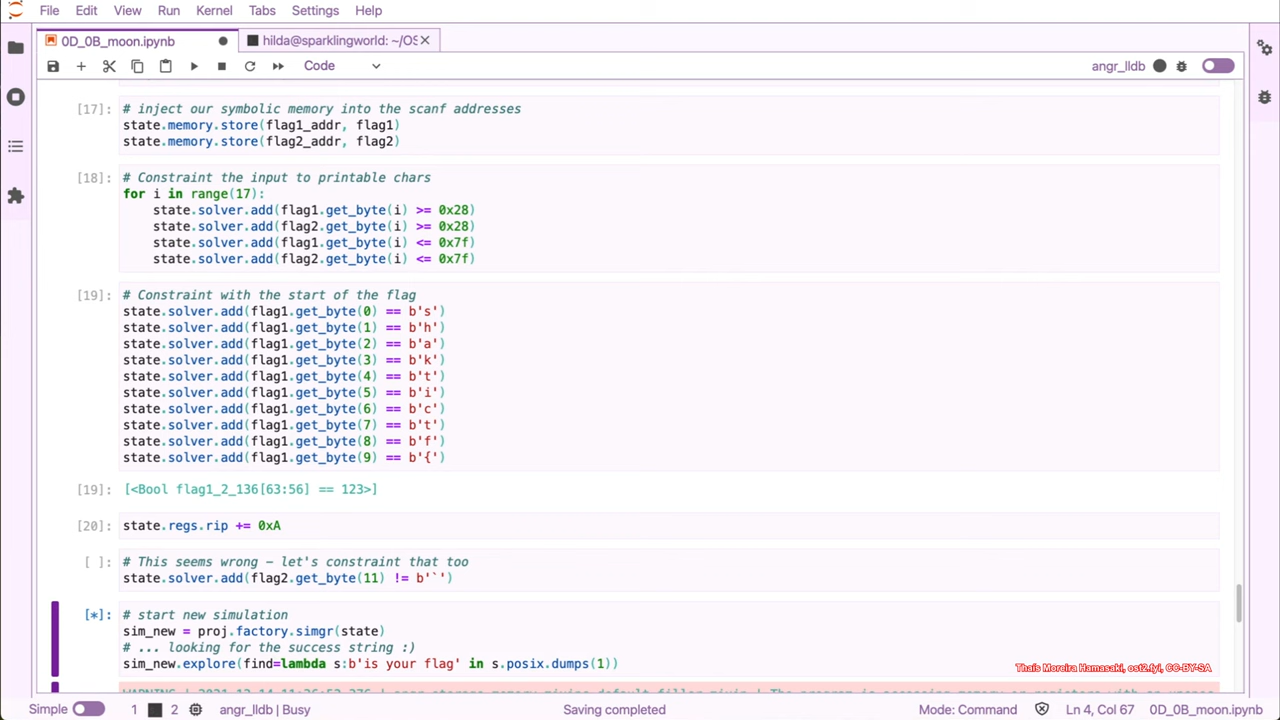 File Edit View Run Kernel Tabs Settings Help
0D_0B_moon.ipynb
hilda@sparklingworld: ~/OS
Code
angr_lldb
[17]:
# inject our symbolic memory into the scanf addresses
state.memory.store(flag1_addr, flag1)
state.memory.store(flag2_addr, flag2)
[18]:
# Constraint the input to printable chars
for i in range(17):
    state.solver.add(flag1.get_byte(i) >= 0x28)
    state.solver.add(flag2.get_byte(i) >= 0x28)
    state.solver.add(flag1.get_byte(i) <= 0x7f)
    state.solver.add(flag2.get_byte(i) <= 0x7f)
[19]:
# Constraint with the start of the flag
state.solver.add(flag1.get_byte(0) == b's')
state.solver.add(flag1.get_byte(1) == b'h')
state.solver.add(flag1.get_byte(2) == b'a')
state.solver.add(flag1.get_byte(3) == b'k')
state.solver.add(flag1.get_byte(4) == b't')
state.solver.add(flag1.get_byte(5) == b'i')
state.solver.add(flag1.get_byte(6) == b'c')
state.solver.add(flag1.get_byte(7) == b't')
state.solver.add(flag1.get_byte(8) == b'f')
state.solver.add(flag1.get_byte(9) == b'{')
[19]: [<Bool flag1_2_136[63:56] == 123>]
[20]: state.regs.rip += 0xA
[ ]:
# This seems wrong - let's constraint that too
state.solver.add(flag2.get_byte(11) != b'`')
[*]:
# start new simulation
sim_new = proj.factory.simgr(state)
# ... looking for the success string :)
sim_new.explore(find=lambda s:b'is your flag' in s.posix.dumps(1))
Thais Moreira Hamasaki, ost2.fyi, CC-BY-SA
Simple 1 2 angr_lldb | Busy Saving completed Mode: Command Ln 4, Col 67 0D_0B_moon.ipynb